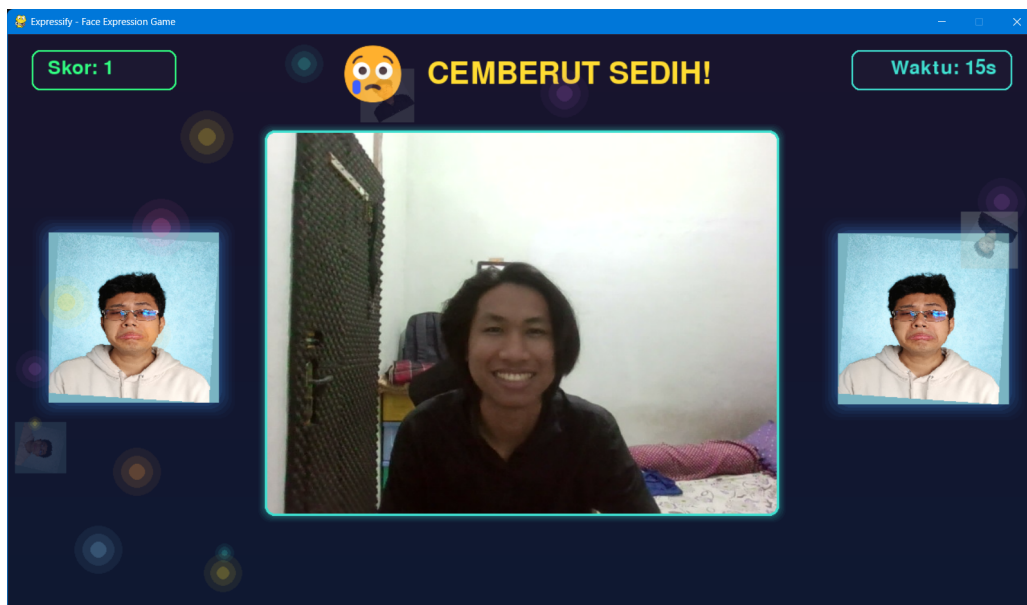 Expressify - Face Expression Game
Skor: 1
CEMBERUT SEDIH!
Waktu: 15s